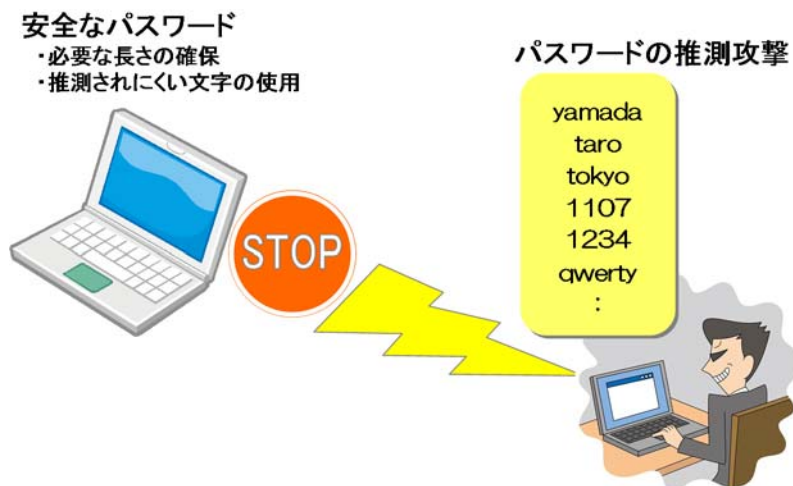 安全なパスワード
・必要な長さの確保
・推測されにくい文字の使用
パスワードの推測攻撃
yamada
taro
tokyo
1107
1234
qwerty
:
STOP